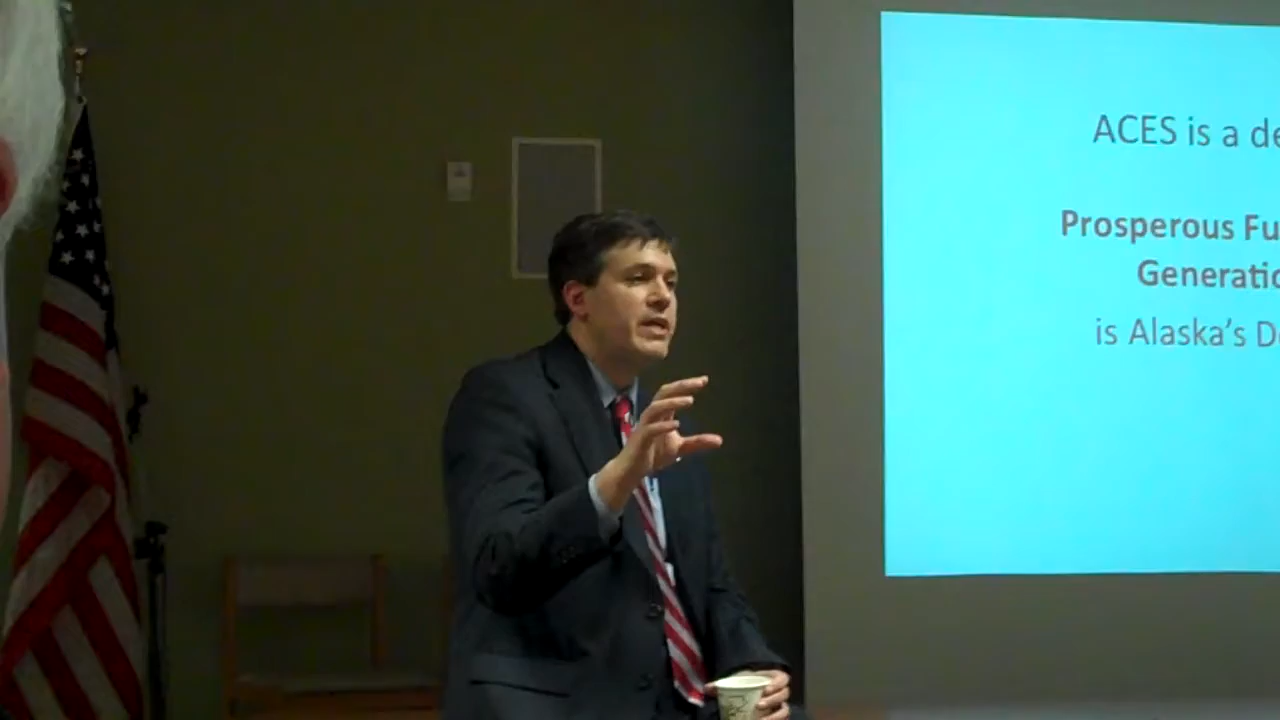 ACES is a de
Prosperous Fu
Generatio
is Alaska's D